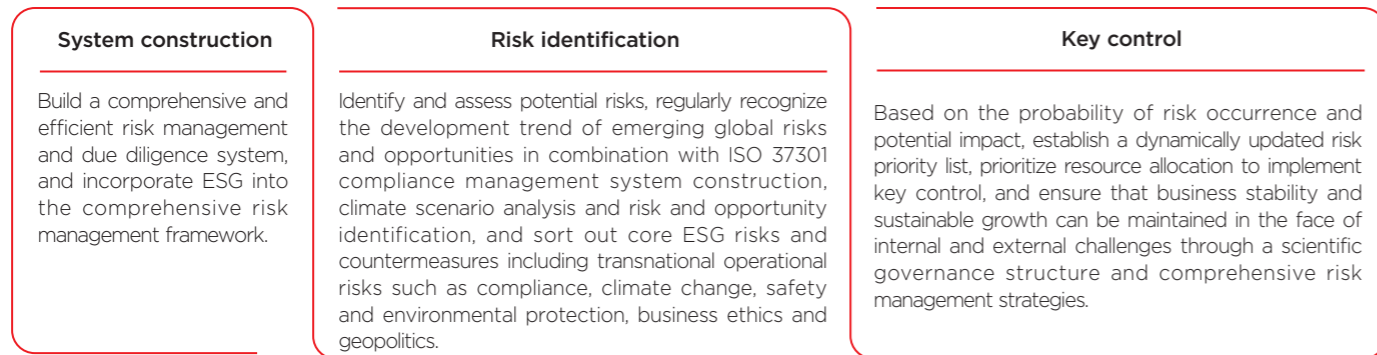 System construction
Build a comprehensive and
efficient risk management
and due diligence system,
and incorporate ESG into
the comprehensive risk
management framework.
Risk identification
Identify and assess potential risks, regularly recognize
the development trend of emerging global risks
and opportunities in combination with ISO 37301
compliance management system construction,
climate scenario analysis and risk and opportunity
identification, and sort out core ESG risks and
countermeasures including transnational operational
risks such as compliance, climate change, safety
and environmental protection, business ethics and
geopolitics.
Key control
Based on the probability of risk occurrence and
potential impact, establish a dynamically updated risk
priority list, prioritize resource allocation to implement
key control, and ensure that business stability and
sustainable growth can be maintained in the face of
internal and external challenges through a scientific
governance structure and comprehensive risk
management strategies.